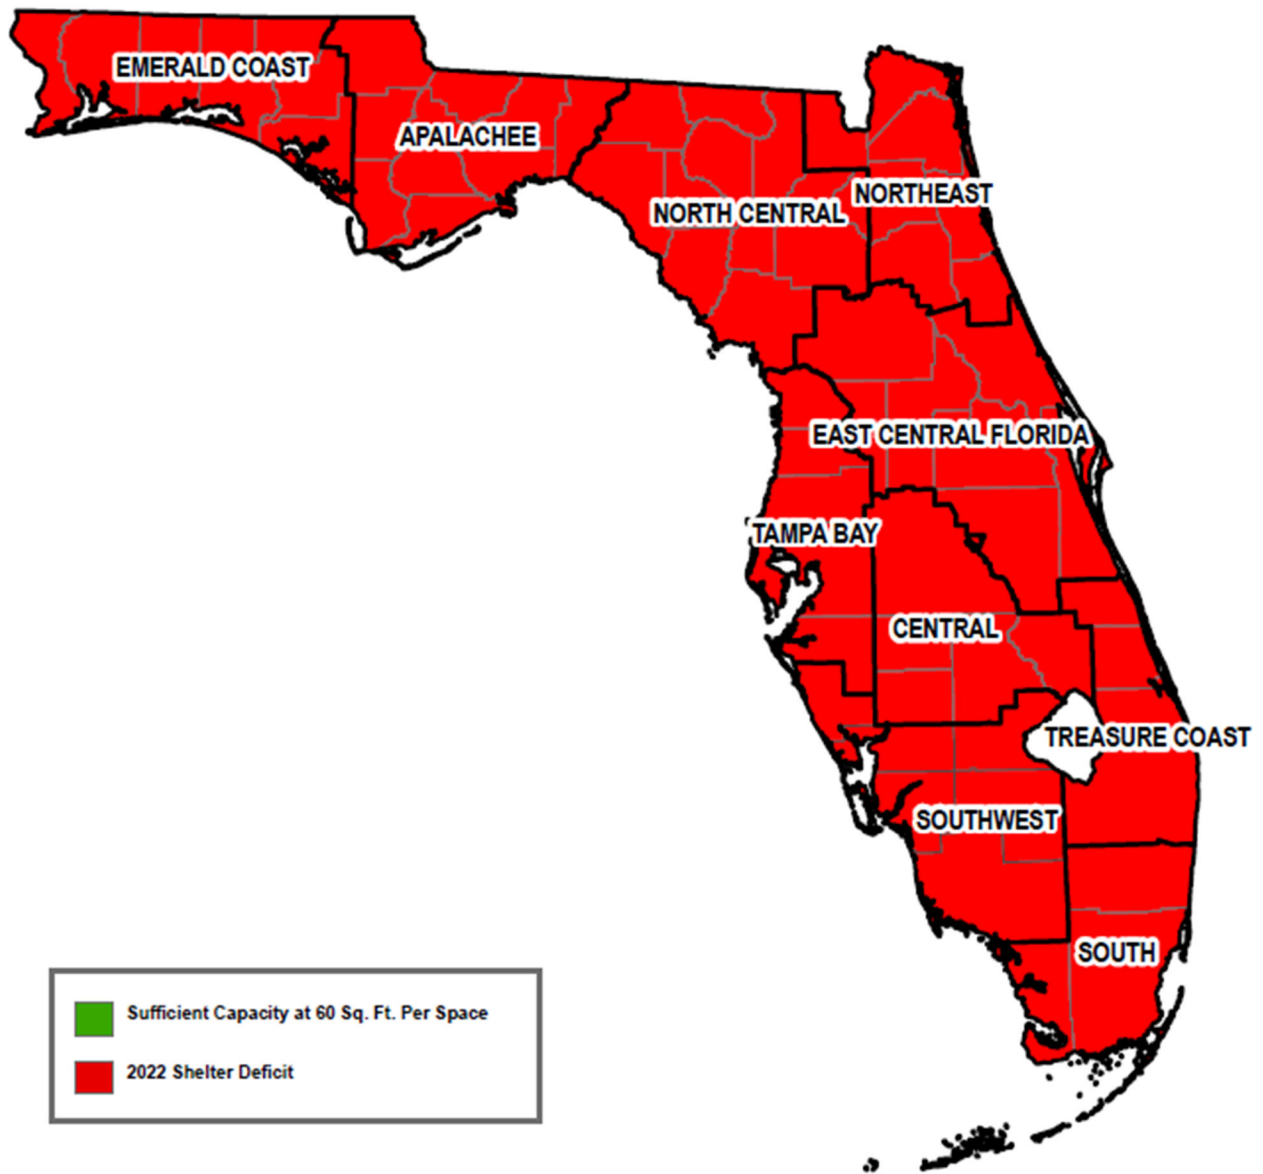 EMERALD COAST
APALACHEE
NORTH CENTRAL
NORTHEAST
EAST CENTRAL FLORIDA
TAMPA BAY
CENTRAL
TREASURE COAST
SOUTHWEST
SOUTH
Sufficient Capacity at 60 Sq. Ft. Per Space
2022 Shelter Deficit